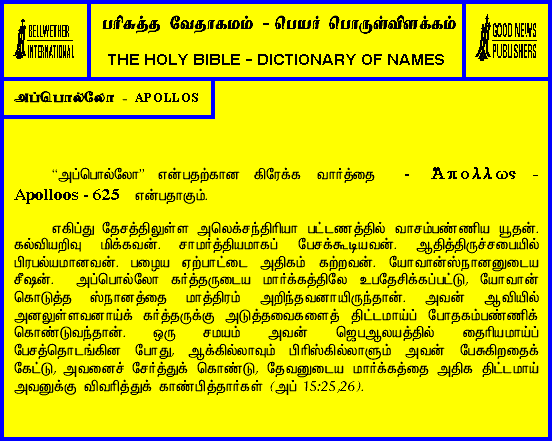 BELLWETHER
INTERNATIONAL
பரிசுத்த வேதாகமம் - பெயர் பொருள்விளக்கம்
THE HOLY BIBLE - DICTIONARY OF NAMES
GOOD NEWS
PUBLISHERS
அப்பொல்லோ - APOLLOS
“அப்பொல்லோ” என்பதற்கான கிரேக்க வார்த்தை - Ἀπολλως -
Apolloos - 625 என்பதாகும்.
எகிப்து தேசத்திலுள்ள அலெக்சந்திரியா பட்டணத்தில் வாசம்பண்ணிய யூதன்.
கல்வியறிவு மிக்கவன். சாமர்த்தியமாகப் பேசக்கூடியவன். ஆதித்திருச்சபையில்
பிரபல்யமானவன். பழைய ஏற்பாட்டை அதிகம் கற்றவன். யோவான்ஸ்நானனுடைய
சீஷன். அப்பொல்லோ கர்த்தருடைய மார்க்கத்திலே உபதேசிக்கப்பட்டு, யோவான்
கொடுத்த ஸ்நானத்தை மாத்திரம் அறிந்தவனாயிருந்தான். அவன் ஆவியில்
அனலுள்ளவனாய்க் கர்த்தருக்கு அடுத்தவைகளைத் திட்டமாய்ப் போதகம்பண்ணிக்
கொண்டுவந்தான். ஒரு சமயம் அவன் ஜெபஆலயத்தில் தைரியமாய்ப்
பேசத்தொடங்கின போது, ஆக்கில்லாவும் பிரிஸ்கில்லாளும் அவன் பேசுகிறதைக்
கேட்டு, அவனைச் சேர்த்துக் கொண்டு, தேவனுடைய மார்க்கத்தை அதிக திட்டமாய்
அவனுக்கு விவரித்துக் காண்பித்தார்கள் (அப் 15:25,26).